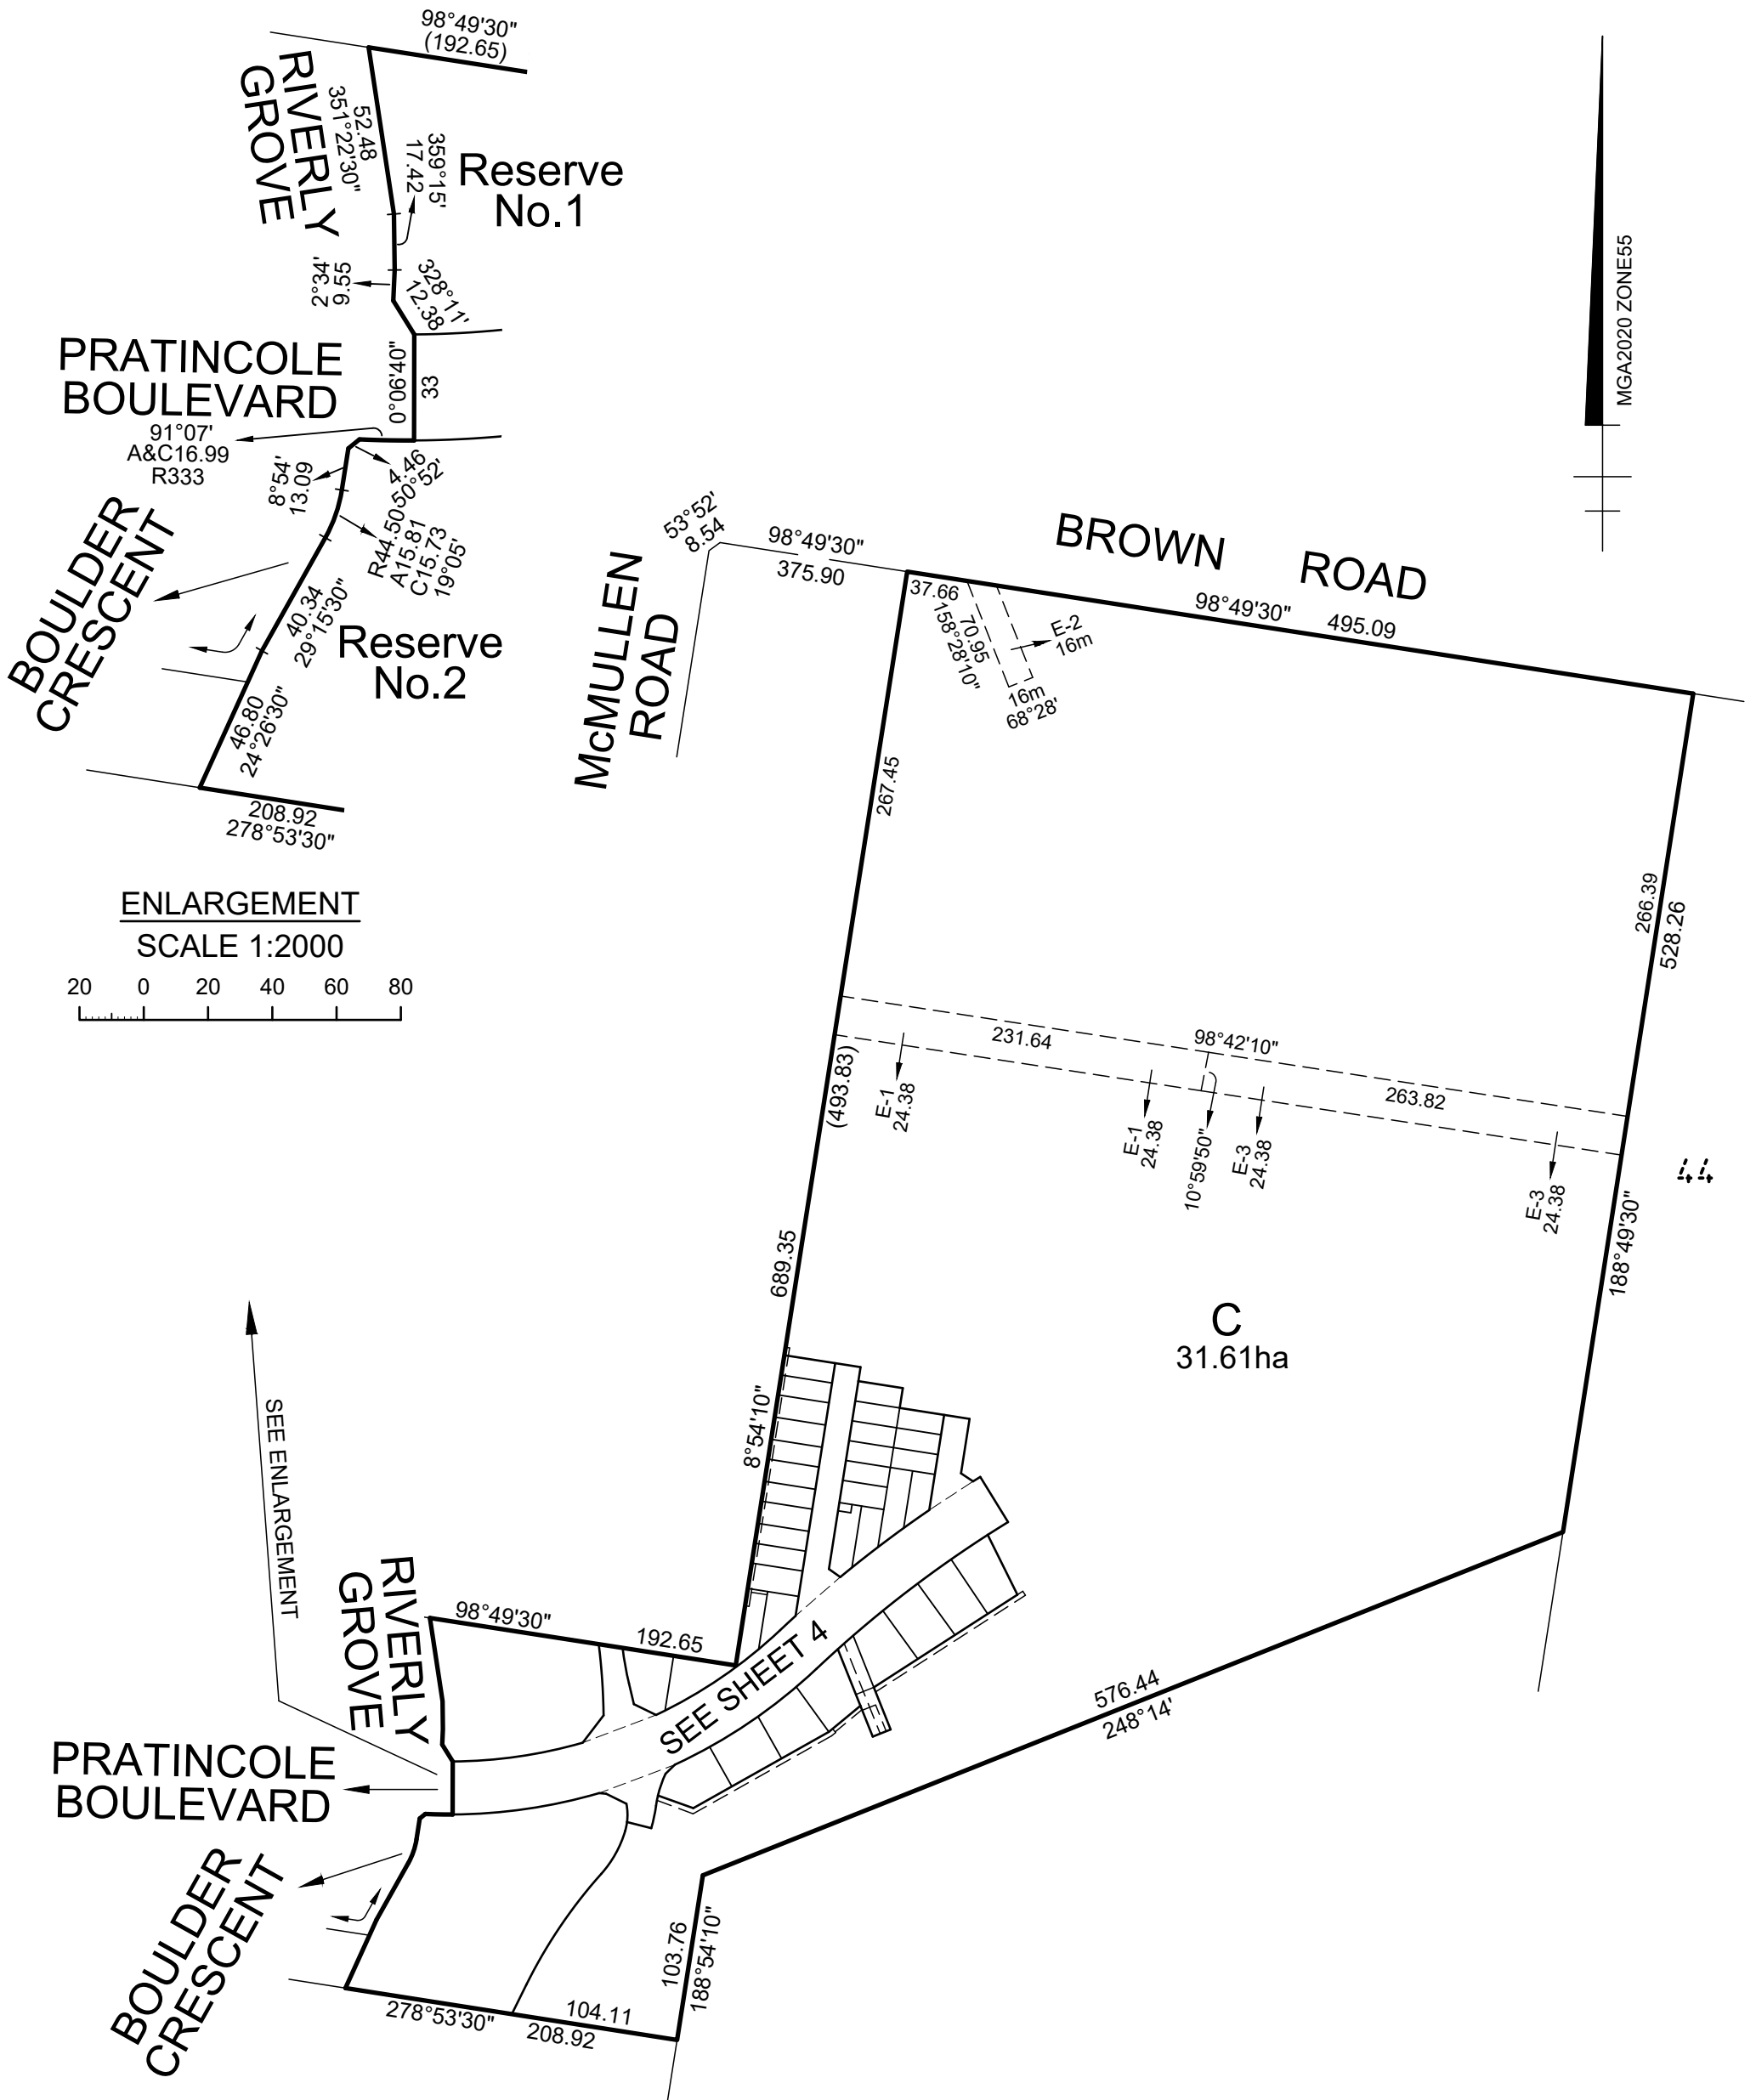 98°49'30"
(192.65)
RIVERLY
GROVE
52.48
351°22'30"
359°15'
17.42
Reserve
No.1
2°34'
9.55
328°11'
12.38
PRATINCOLE
BOULEVARD
0°06'40"
33
91°07'
A&C16.99
R333
8°54'
13.09
4.46
50°52'
R44.50
A15.81
C15.73
19°05'
BOULDER
CRESCENT
40.34
29°15'30"
Reserve
No.2
46.80
24°26'30"
208.92
278°53'30"
ENLARGEMENT
SCALE 1:2000
20 0 20 40 60 80
MGA2020 ZONE55
53°52'
8.54
98°49'30"
375.90
McMULLEN
ROAD
BROWN ROAD
37.66
98°49'30" 495.09
70.95
158°28'10"
E-2
16m
16m
68°28'
267.45
266.39
528.26
231.64
98°42'10"
263.82
(493.83)
E-1
24.38
E-1
24.38
10°59'50"
E-3
24.38
E-3
24.38
44
188°49'30"
689.35
C
31.61ha
8°54'10"
SEE ENLARGEMENT
RIVERLY
GROVE
98°49'30"
192.65
SEE SHEET 4
576.44
248°14'
PRATINCOLE
BOULEVARD
BOULDER
CRESCENT
103.76
188°54'10"
278°53'30"
104.11
208.92